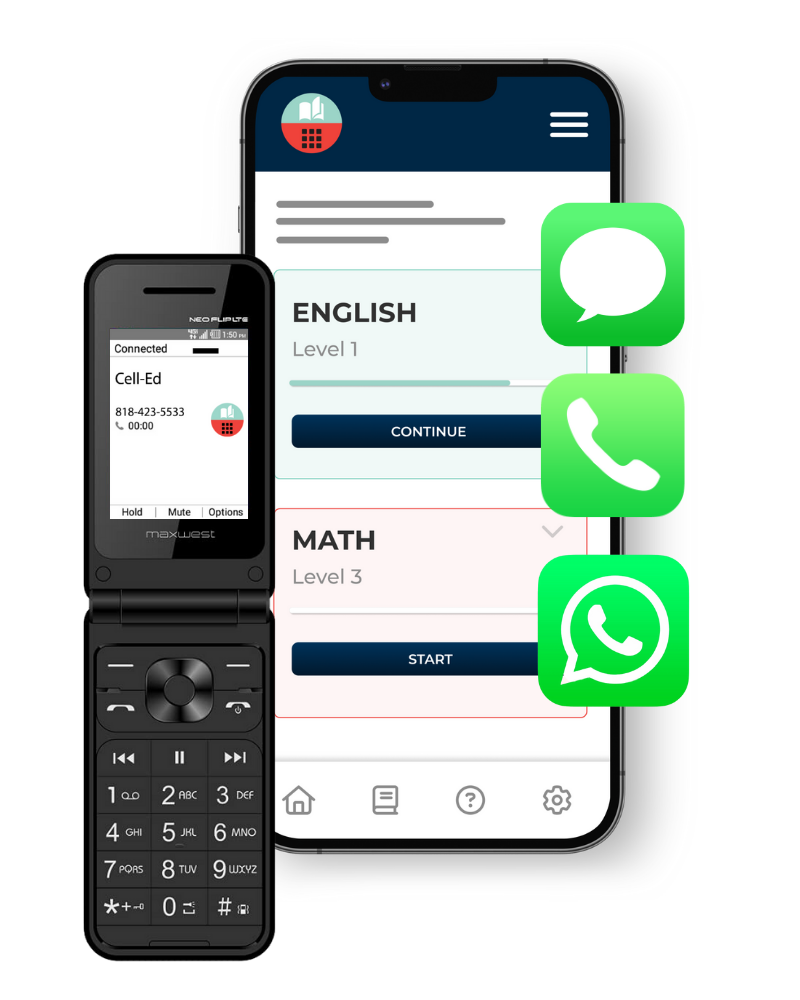 ENGLISH
Level 1
CONTINUE
MATH
Level 3
START
NEO FLIP LTE
4G 1:50 PM
Connected
Cell-Ed
818-423-5533
00:00
Hold | Mute | Options
maxwest
1 2 ABC 3 DEF
4 GHI 5 JKL 6 MNO
7 PQRS 8 TUV 9 WXYZ
*+ 0 #